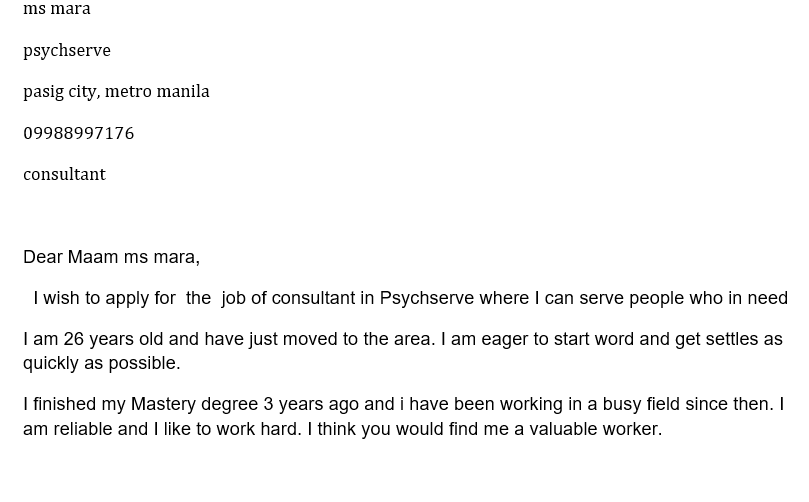 ms mara
psychserve
pasig city, metro manila
09988997176
consultant
Dear Maam ms mara,
I wish to apply for  the  job of consultant in Psychserve where I can serve people who in need
I am 26 years old and have just moved to the area. I am eager to start word and get settles as
quickly as possible.
I finished my Mastery degree 3 years ago and i have been working in a busy field since then. I
am reliable and I like to work hard. I think you would find me a valuable worker.